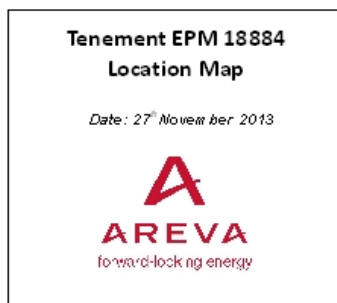 Tenement EPM 18884
Location Map
Date: 27th November 2013
AREVA
forward-looking energy